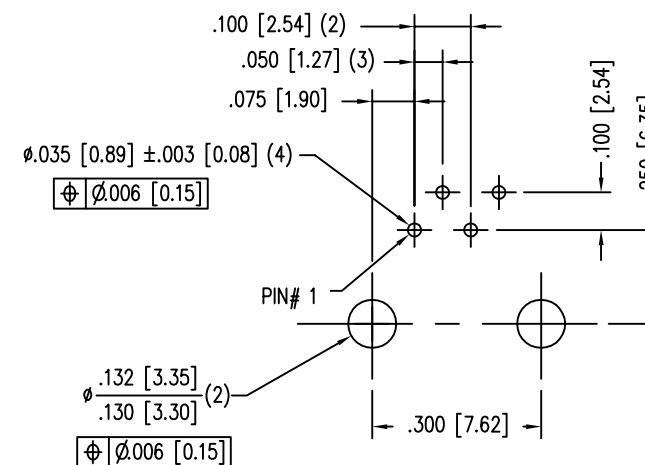 .100 [2.54] (2)
.050 [1.27] (3)
.075 [1.90]
.100 [2.54]
ø.035 [0.89] ±.003 [0.08] (4)
⌖ Ø.006 [0.15]
PIN# 1
ø .132 [3.35]
.130 [3.30] (2)
⌖ Ø.006 [0.15]
.300 [7.62]